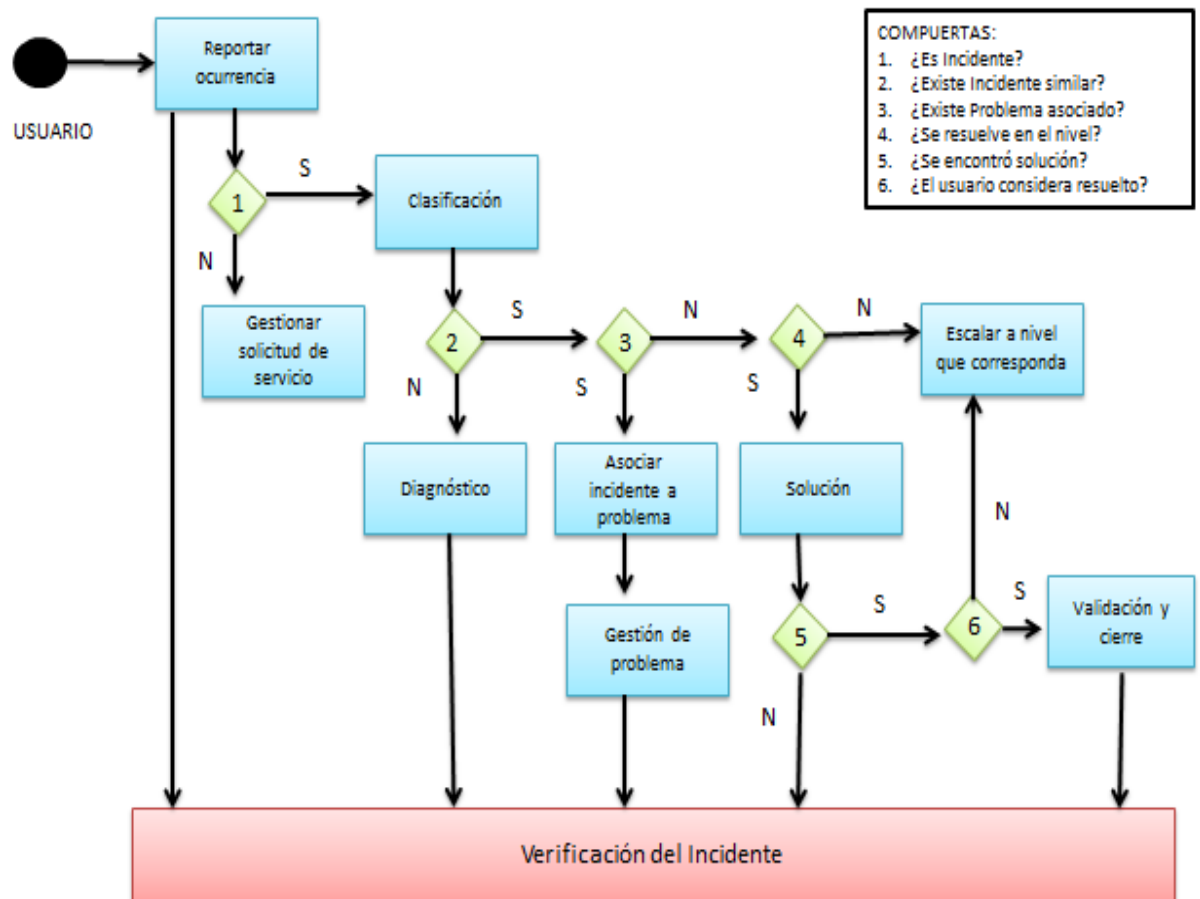 Reportar
ocurrencia
USUARIO
COMPUERTAS:
1. ¿Es Incidente?
2. ¿Existe Incidente similar?
3. ¿Existe Problema asociado?
4. ¿Se resuelve en el nivel?
5. ¿Se encontró solución?
6. ¿El usuario considera resuelto?
1
S
N
Clasificación
Gestionar
solicitud de
servicio
2
S
N
3
N
S
4
N
S
Escalar a nivel
que corresponda
Diagnóstico
Asociar
incidente a
problema
Solución
N
Gestión de
problema
5
S
N
6
S
Validación y
cierre
Verificación del Incidente